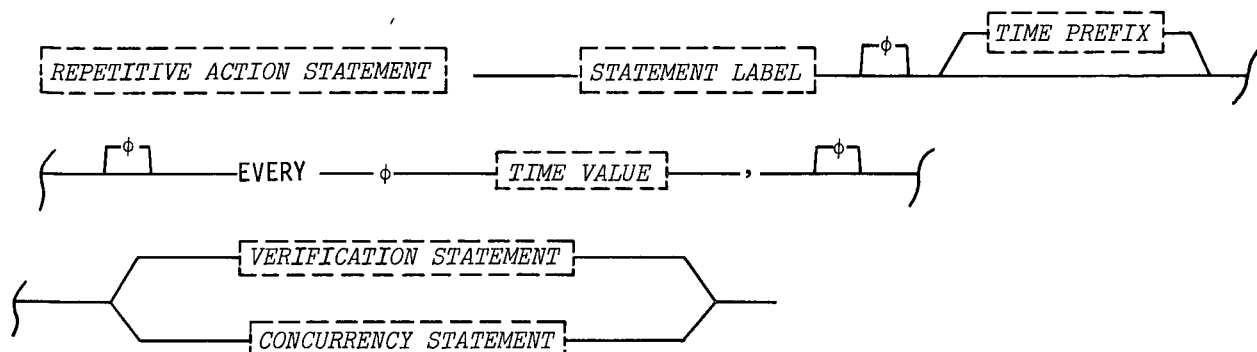 REPETITIVE ACTION STATEMENT STATEMENT LABEL ϕ TIME PREFIX
ϕ EVERY ϕ TIME VALUE , ϕ
VERIFICATION STATEMENT
CONCURRENCY STATEMENT